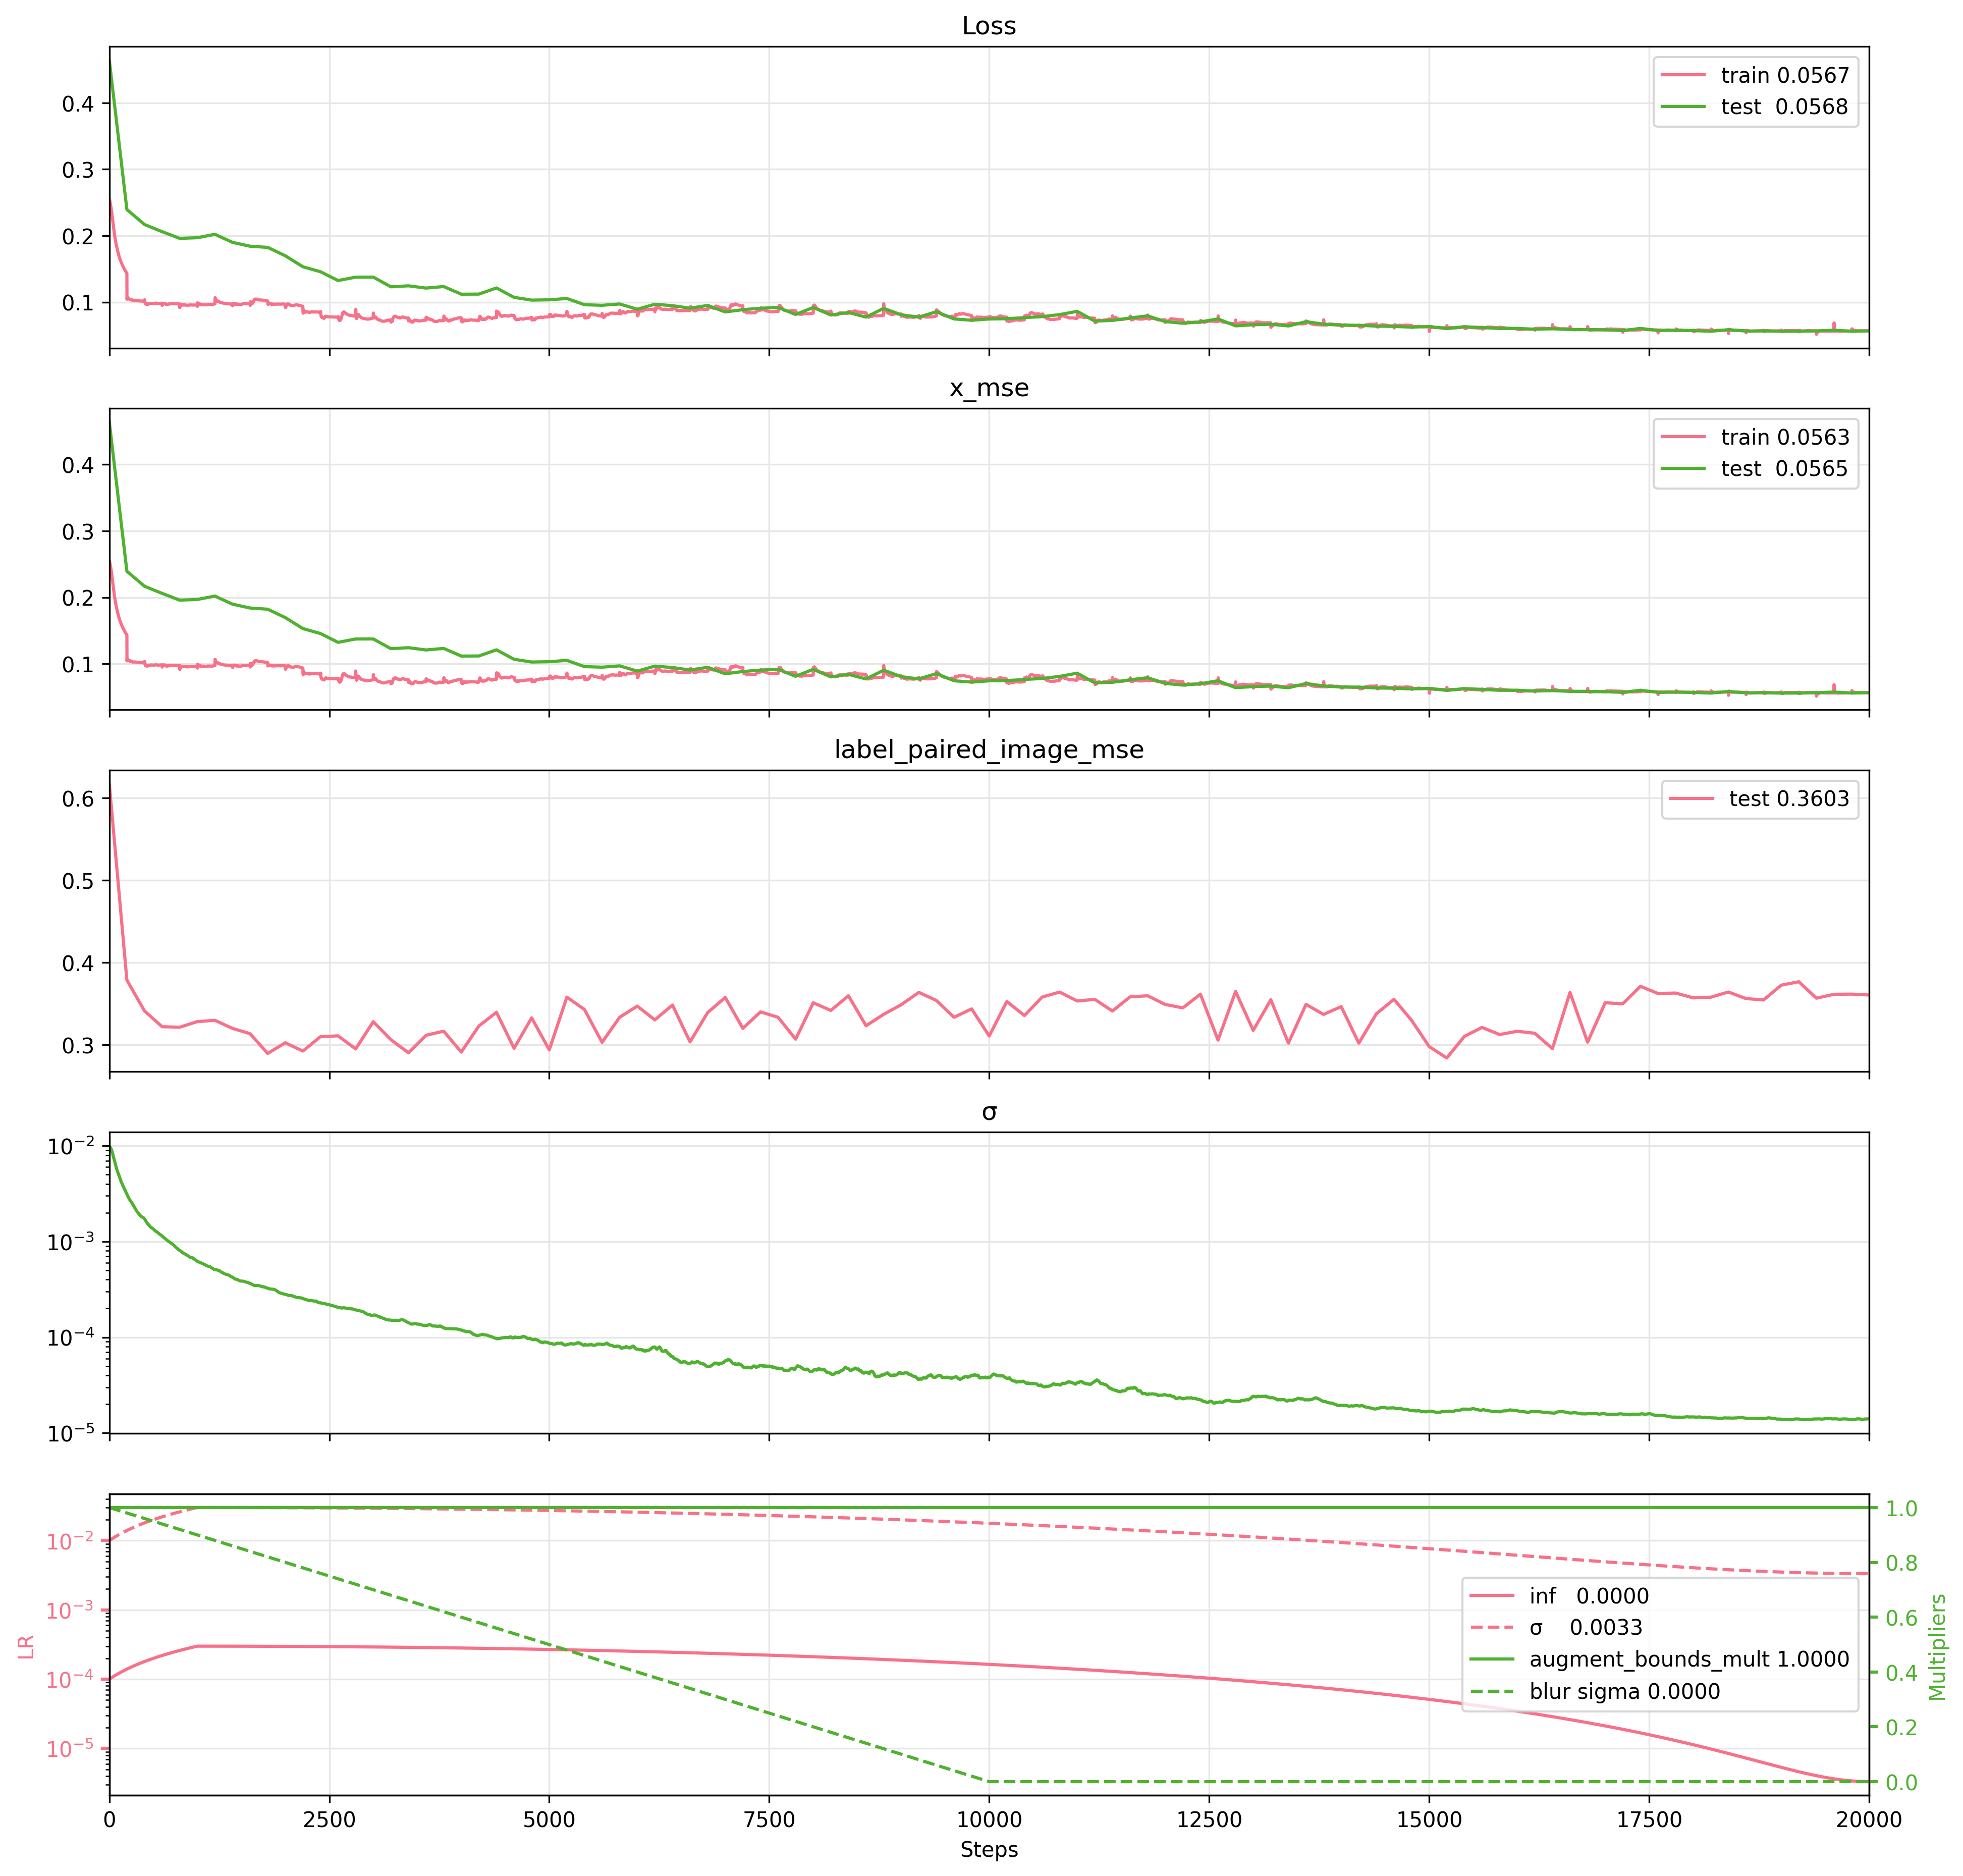 Loss
0.4
0.3
0.2
0.1
train 0.0567
test 0.0568
x_mse
0.4
0.3
0.2
0.1
train 0.0563
test 0.0565
label_paired_image_mse
0.6
0.5
0.4
0.3
test 0.3603
σ
10⁻²
10⁻³
10⁻⁴
10⁻⁵
LR
10⁻²
10⁻³
10⁻⁴
10⁻⁵
inf 0.0000
σ 0.0033
augment_bounds_mult 1.0000
blur sigma 0.0000
1.0
0.8
0.6
0.4
0.2
0.0
Multipliers
0 2500 5000 7500 10000 12500 15000 17500 20000
Steps